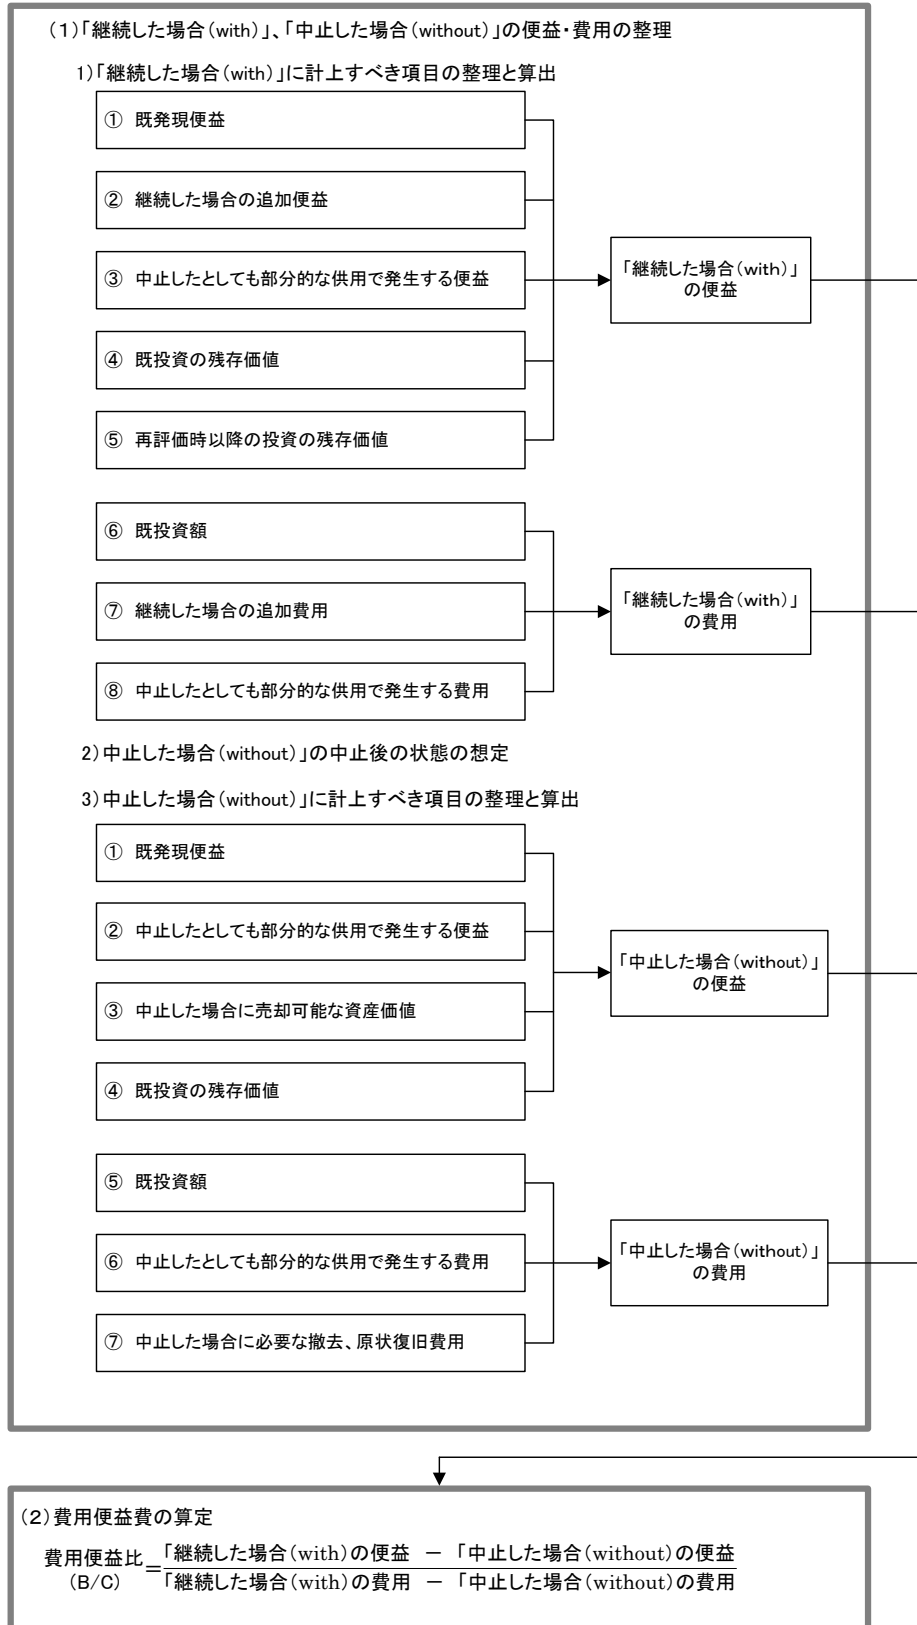 (1)「継続した場合(with)」、「中止した場合(without)」の便益・費用の整理
1)「継続した場合(with)」に計上すべき項目の整理と算出
① 既発現便益
② 継続した場合の追加便益
③ 中止したとしても部分的な供用で発生する便益
④ 既投資の残存価値
⑤ 再評価時以降の投資の残存価値
「継続した場合(with)」
の便益
⑥ 既投資額
⑦ 継続した場合の追加費用
⑧ 中止したとしても部分的な供用で発生する費用
「継続した場合(with)」
の費用
2)中止した場合(without)」の中止後の状態の想定
3)中止した場合(without)」に計上すべき項目の整理と算出
① 既発現便益
② 中止したとしても部分的な供用で発生する便益
③ 中止した場合に売却可能な資産価値
④ 既投資の残存価値
「中止した場合(without)」
の便益
⑤ 既投資額
⑥ 中止したとしても部分的な供用で発生する費用
⑦ 中止した場合に必要な撤去、原状復旧費用
「中止した場合(without)」
の費用
(2)費用便益費の算定
費用便益比
(B/C)
=
「継続した場合(with)の便益 － 「中止した場合(without)の便益
「継続した場合(with)の費用 － 「中止した場合(without)の費用